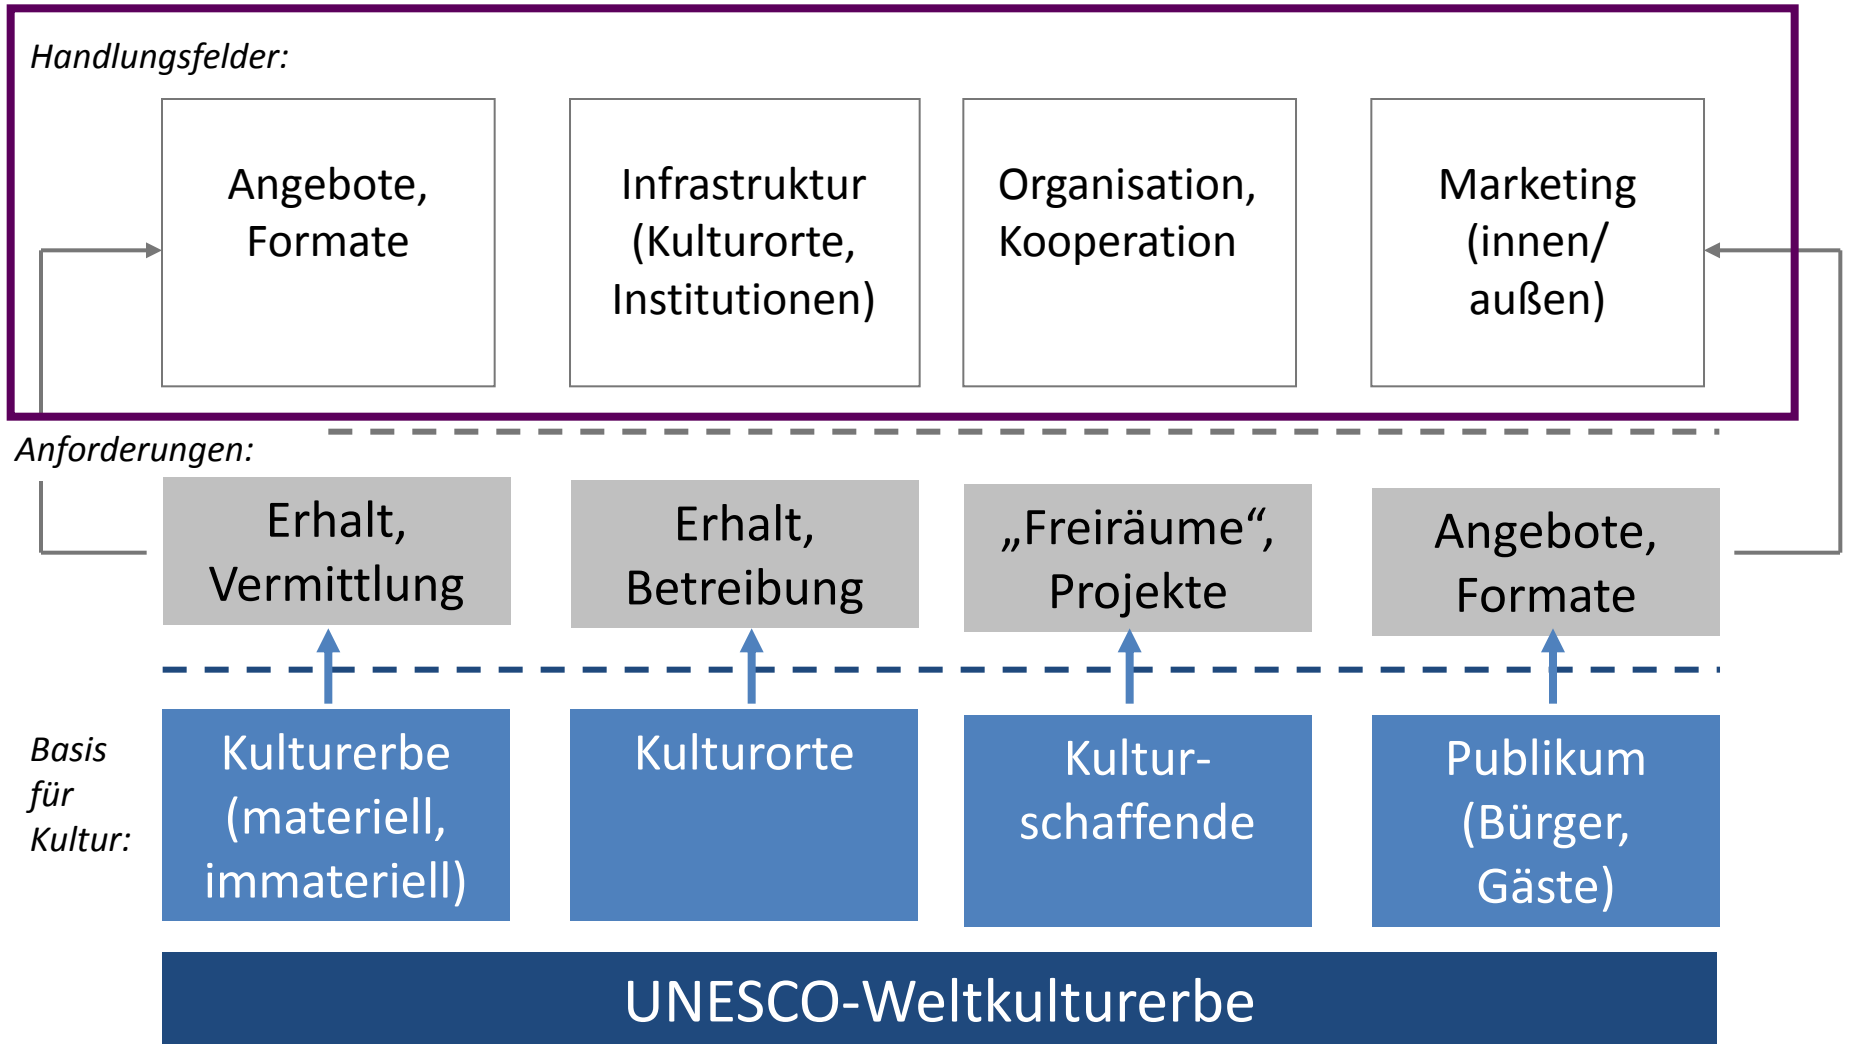 Handlungsfelder:
Angebote,
Formate
Infrastruktur
(Kulturorte,
Institutionen)
Organisation,
Kooperation
Marketing
(innen/
außen)
Anforderungen:
Erhalt,
Vermittlung
Erhalt,
Betreibung
„Freiräume“,
Projekte
Angebote,
Formate
Basis
für
Kultur:
Kulturerbe
(materiell,
immateriell)
Kulturorte
Kultur-
schaffende
Publikum
(Bürger,
Gäste)
UNESCO-Weltkulturerbe